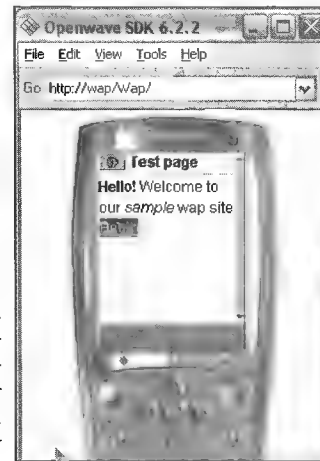 Openwave SDK 6.2.2
File Edit View Tools Help
Go http://wap/wap/
Test page
Hello! Welcome to
our sample wap site